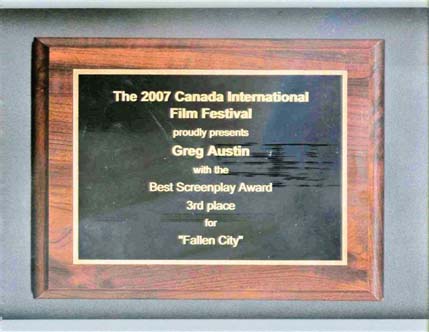 The 2007 Canada International
Film Festival
proudly presents
Greg Austin
with the
Best Screenplay Award
3rd place
for
"Fallen City"